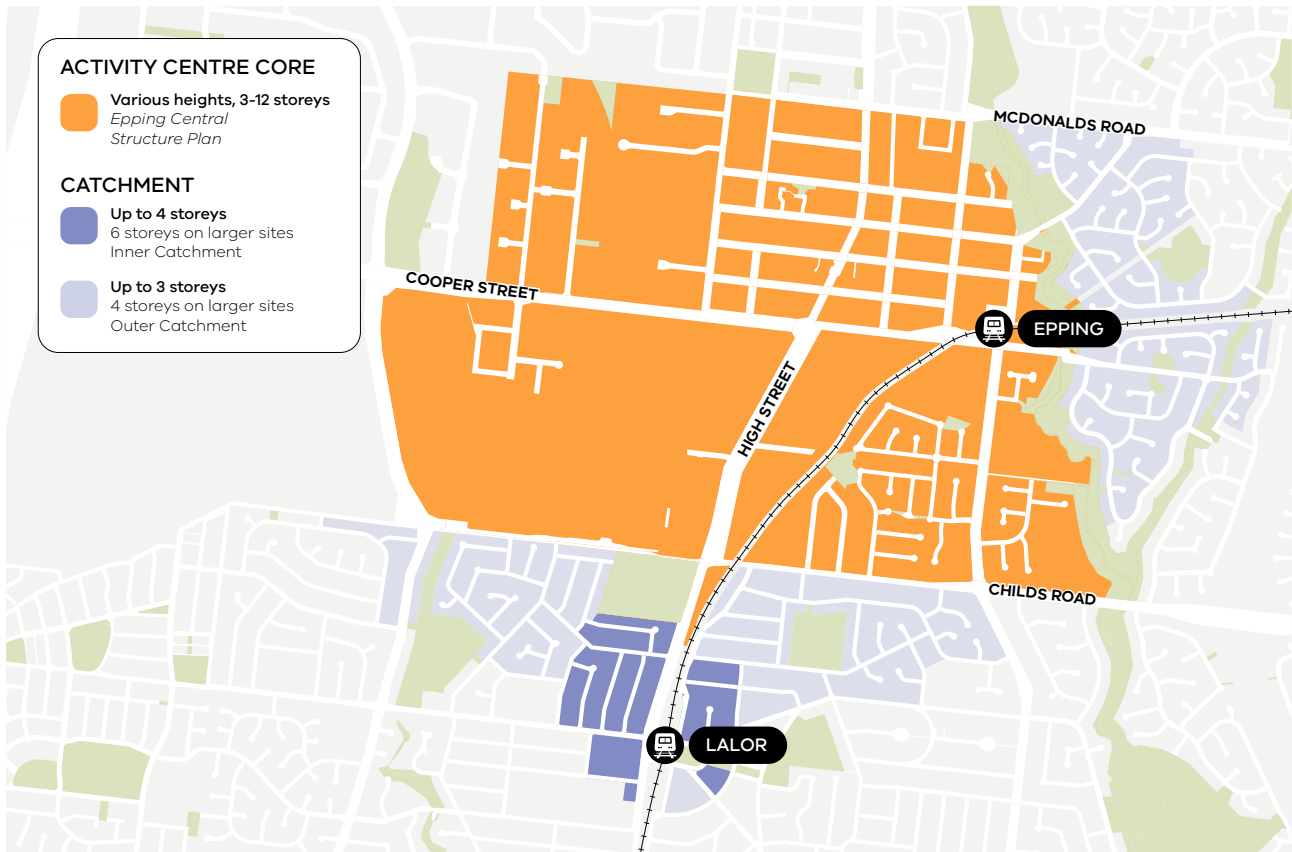 ACTIVITY CENTRE CORE
Various heights, 3-12 storeys
Epping Central
Structure Plan
CATCHMENT
Up to 4 storeys
6 storeys on larger sites
Inner Catchment
Up to 3 storeys
4 storeys on larger sites
Outer Catchment
MCDONALDS ROAD
COOPER STREET
EPPING
HIGH STREET
CHILDS ROAD
LALOR